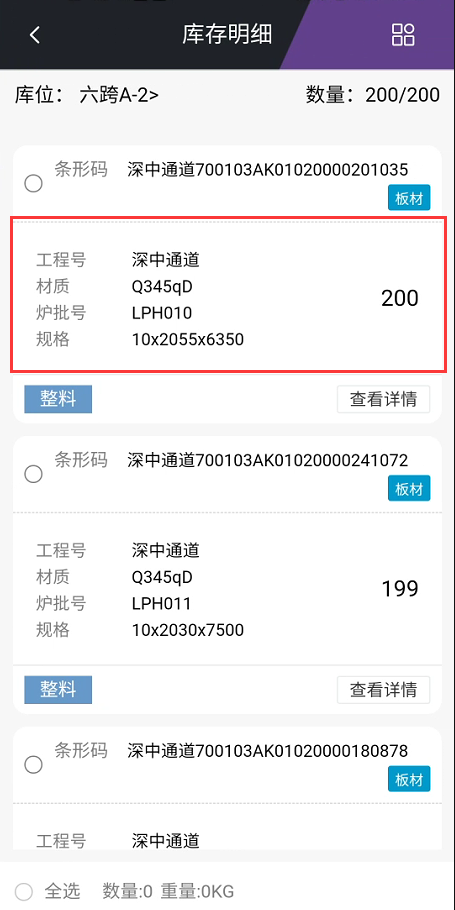 库存明细
库位： 六跨A-2> 数量：200/200
条形码 深中通道700103AK01020000201035
板材
工程号 深中通道
材质 Q345qD
200
炉批号 LPH010
规格 10x2055x6350
整料 查看详情
条形码 深中通道700103AK01020000241072
板材
工程号 深中通道
材质 Q345qD
199
炉批号 LPH011
规格 10x2030x7500
整料 查看详情
条形码 深中通道700103AK01020000180878
板材
工程号 深中通道
全选 数量:0 重量:0KG